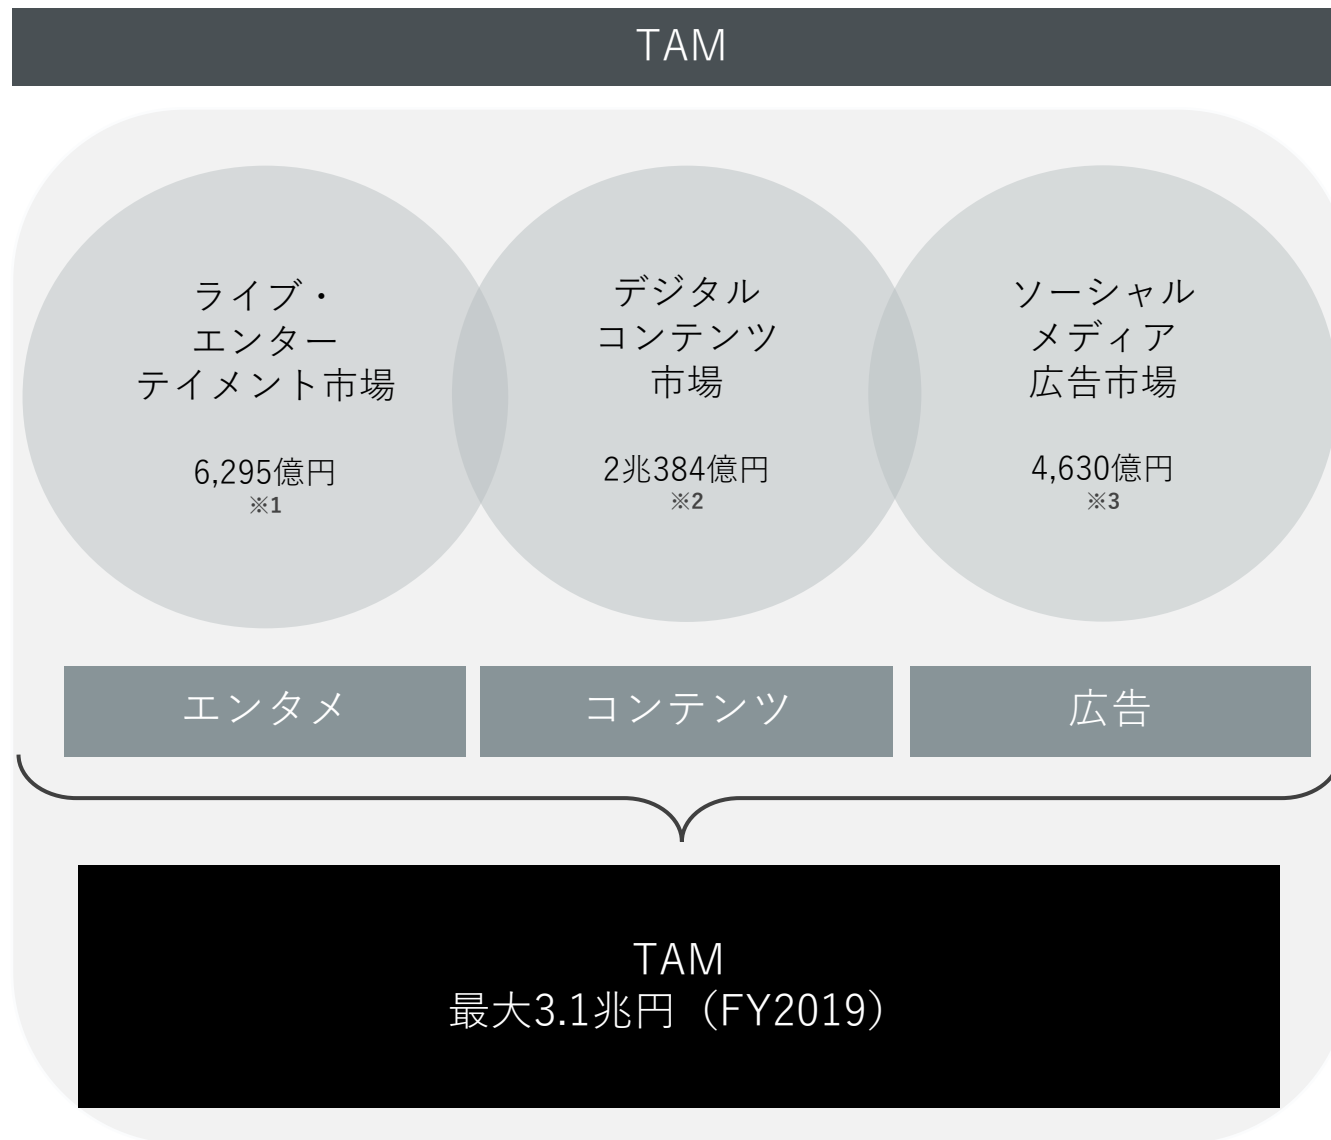 TAM
ライブ・
エンター
テイメント市場
6,295億円
※1
デジタル
コンテンツ
市場
2兆384億円
※2
ソーシャル
メディア
広告市場
4,630億円
※3
エンタメ
コンテンツ
広告
TAM
最大3.1兆円（FY2019）